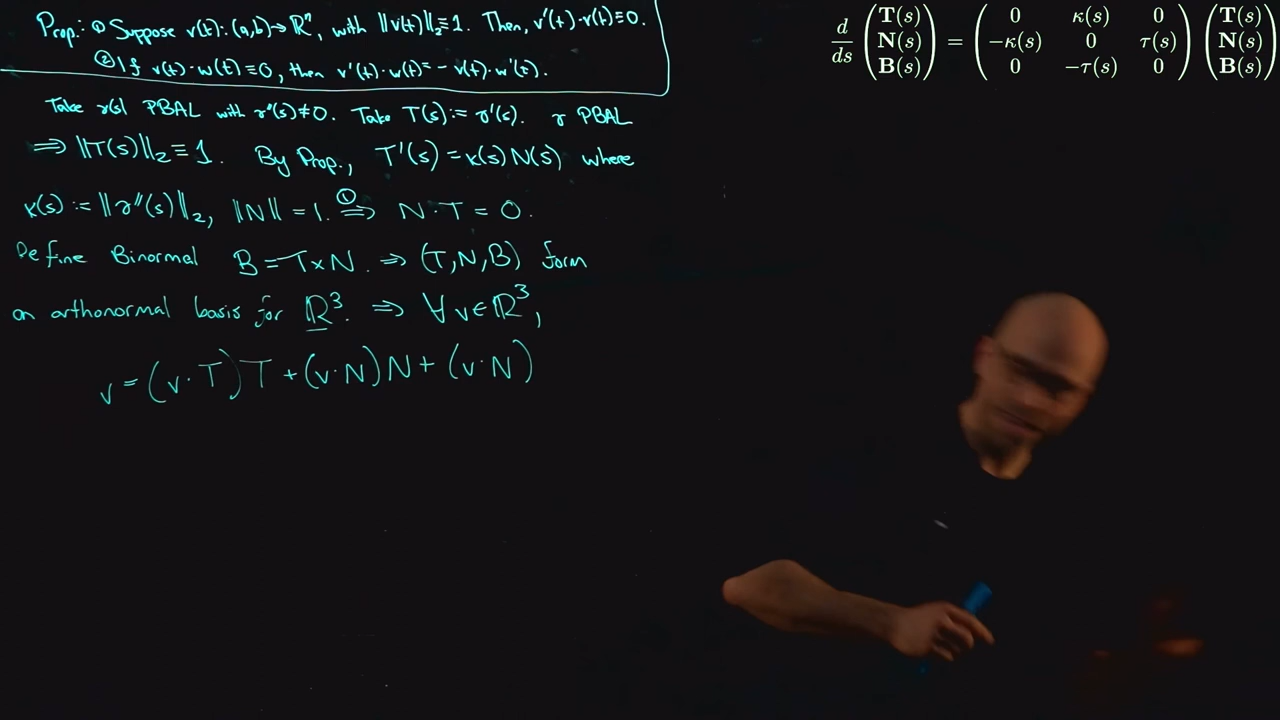 Prop.: ① Suppose v(t): (a,b)→ℝⁿ, with ‖v(t)‖₂≡1. Then, v'(t)·v(t)≡0.
② If v(t)·w(t)≡0, then v'(t)·w(t)=-v(t)·w'(t).
Take γ(s) PBAL with γ''(s)≠0. Take T(s):=γ'(s). γ PBAL
⟹ ‖T(s)‖₂≡1. By Prop., T'(s)=κ(s)N(s) where
κ(s):=‖γ''(s)‖₂, ‖N‖=1. ①⟹ N·T=0.
Define Binormal B=T×N. ⟹ (T,N,B) form
an orthonormal basis for ℝ³. ⟹ ∀v∈ℝ³,
v=(v·T)T+(v·N)N+(v·N)
d/ds (T(s) N(s) B(s)) = (0 κ(s) 0 −κ(s) 0 τ(s) 0 −τ(s) 0) (T(s) N(s) B(s))